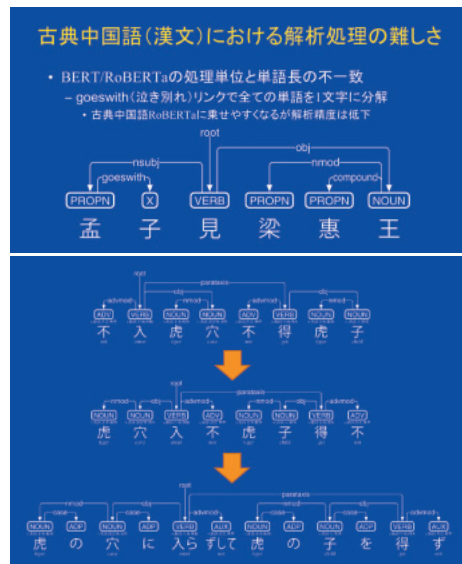 古典中国語(漢文)における解析処理の難しさ
• BERT/RoBERTaの処理単位と単語長の不一致
– goeswith(泣き別れ)リンクで全ての単語を1文字に分解
• 古典中国語RoBERTaに乗せやすくなるが解析精度は低下
root
obj
nsubj nmod
goeswith compound
PROPN X VERB PROPN PROPN NOUN
孟 子 見 梁 惠 王
root
parataxis
obj obj
advmod nmod advmod nmod
ADV VERB NOUN NOUN ADV VERB NOUN NOUN
不 入 虎 穴 不 得 虎 子
root
parataxis
nmod obj advmod nmod obj advmod
NOUN NOUN VERB ADV NOUN NOUN VERB ADV
虎 穴 入 不 虎 子 得 不
root
parataxis
nmod obj advmod nmod obj advmod
case case case case
NOUN ADP NOUN ADP VERB AUX NOUN ADP NOUN ADP VERB AUX
虎 の 穴 に 入ら ずして 虎 の 子 を 得 ず